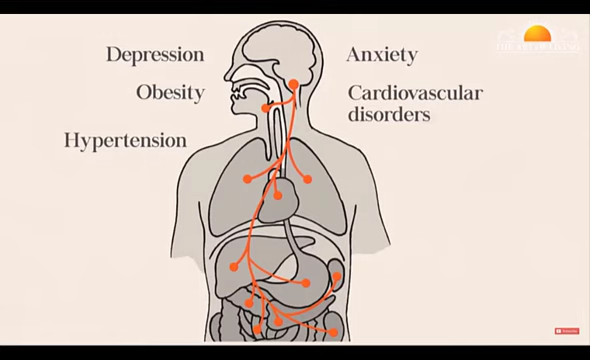 Depression
Anxiety
Obesity
Cardiovascular
disorders
Hypertension